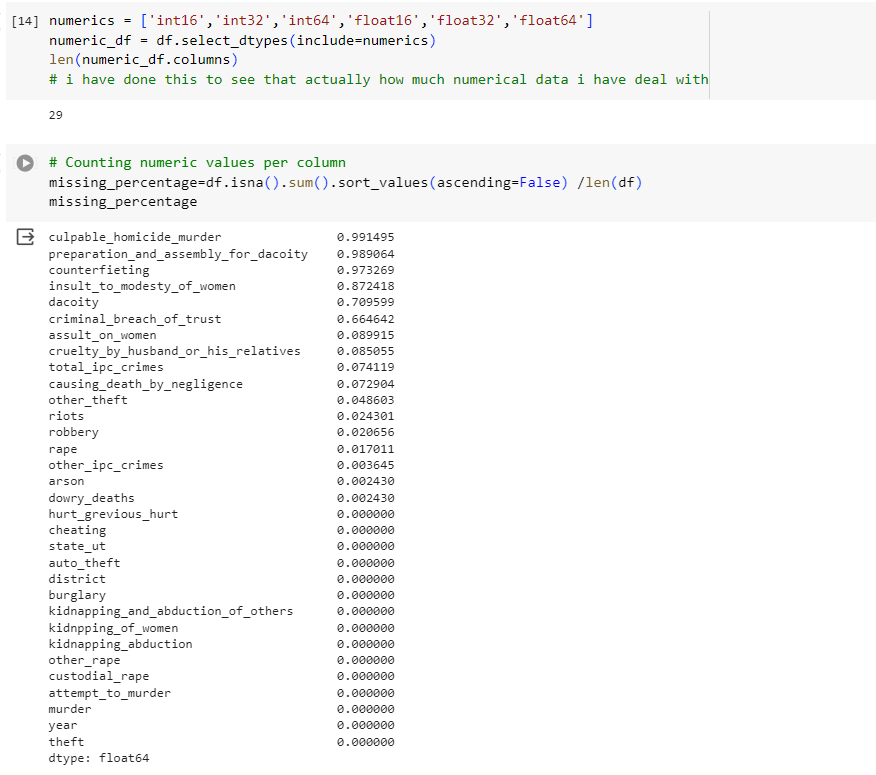 [14] numerics = ['int16','int32','int64','float16','float32','float64']
numeric_df = df.select_dtypes(include=numerics)
len(numeric_df.columns)
# i have done this to see that actually how much numerical data i have deal with
29
# Counting numeric values per column
missing_percentage=df.isna().sum().sort_values(ascending=False) /len(df)
missing_percentage
culpable_homicide_murder 0.991495
preparation_and_assembly_for_dacoity 0.989064
counterfieting 0.973269
insult_to_modesty_of_women 0.872418
dacoity 0.709599
criminal_breach_of_trust 0.664642
assult_on_women 0.089915
cruelty_by_husband_or_his_relatives 0.085055
total_ipc_crimes 0.074119
causing_death_by_negligence 0.072904
other_theft 0.048603
riots 0.024301
robbery 0.020656
rape 0.017011
other_ipc_crimes 0.003645
arson 0.002430
dowry_deaths 0.002430
hurt_grevious_hurt 0.000000
cheating 0.000000
state_ut 0.000000
auto_theft 0.000000
district 0.000000
burglary 0.000000
kidnapping_and_abduction_of_others 0.000000
kidnpping_of_women 0.000000
kidnapping_abduction 0.000000
other_rape 0.000000
custodial_rape 0.000000
attempt_to_murder 0.000000
murder 0.000000
year 0.000000
theft 0.000000
dtype: float64